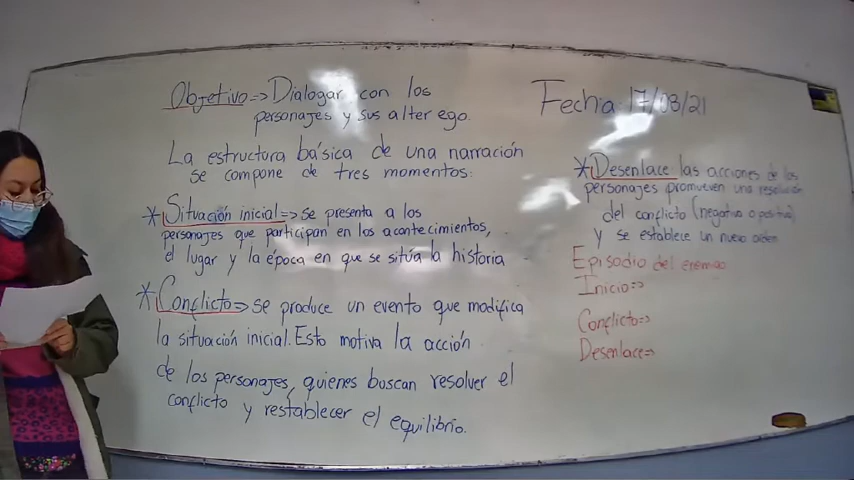 Objetivo=> Dialogar con los
personajes y sus alter ego.
La estructura básica de una narración
se compone de tres momentos:
* Situación inicial=> se presenta a los
personajes que participan en los acontecimientos,
el lugar y la época en que se sitúa la historia
* Conflicto=> se produce un evento que modifica
la situación inicial. Esto motiva la acción
de los personajes, quienes buscan resolver el
conflicto y restablecer el equilibrio.
Fecha: 17/08/21
* Desenlace las acciones de los
personajes promueven una resolución
del conflicto (negativo o positiva)
y se establece un nuevo orden
Episodio del enemigo
Inicio=>
Conflicto=>
Desenlace=>